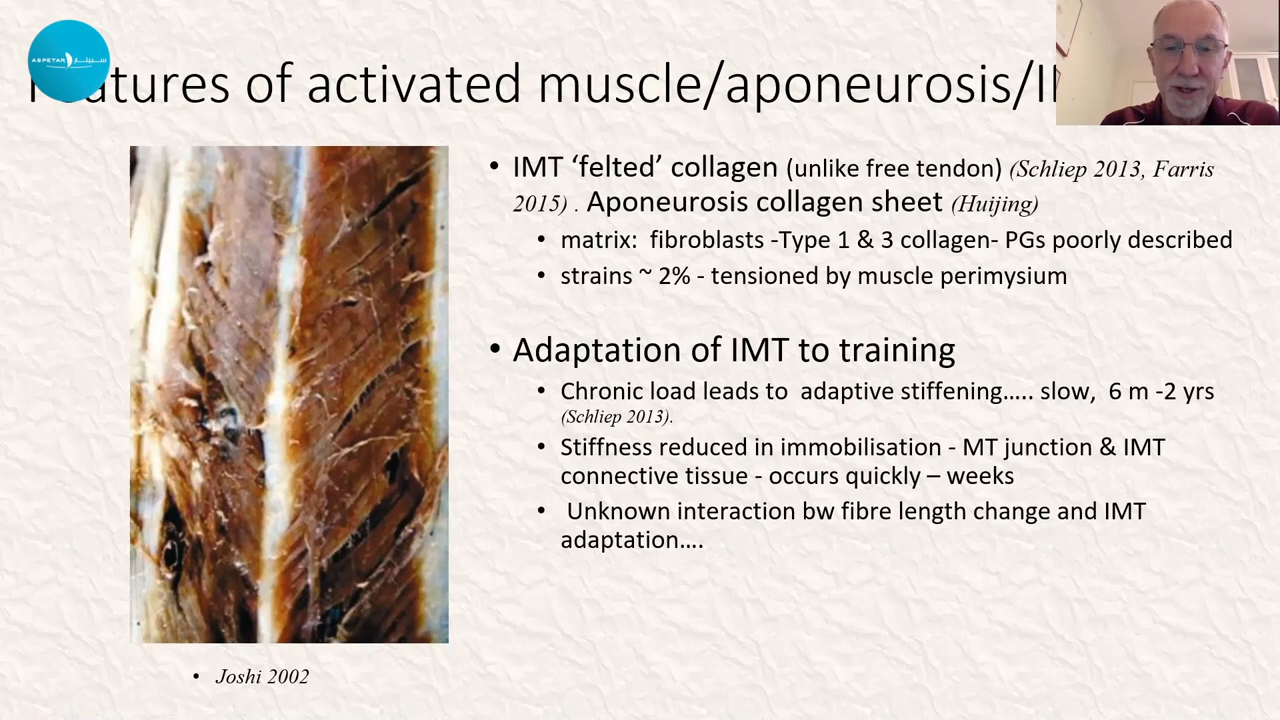 ASPETAR سبيتار
of activated muscle/aponeurosis/
• IMT ‘felted’ collagen (unlike free tendon) (Schliep 2013, Farris
2015) . Aponeurosis collagen sheet (Huijing)
• matrix: fibroblasts -Type 1 & 3 collagen- PGs poorly described
• strains ~ 2% - tensioned by muscle perimysium
• Adaptation of IMT to training
• Chronic load leads to adaptive stiffening….. slow, 6 m -2 yrs
(Schliep 2013).
• Stiffness reduced in immobilisation - MT junction & IMT
connective tissue - occurs quickly – weeks
• Unknown interaction bw fibre length change and IMT
adaptation….
• Joshi 2002